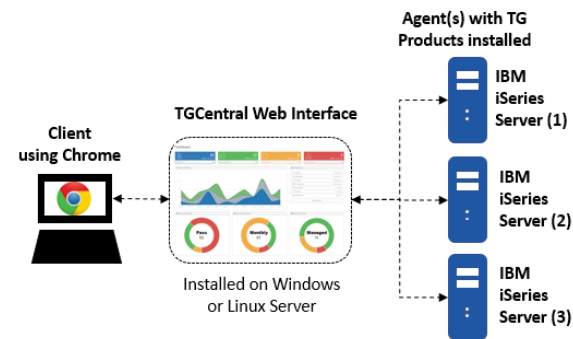 Agent(s) with TG
Products installed
IBM
iSeries
Server (1)
TGCentral Web Interface
Client
using Chrome
Pass
Monthly
Managed
IBM
iSeries
Server (2)
Installed on Windows
or Linux Server
IBM
iSeries
Server (3)